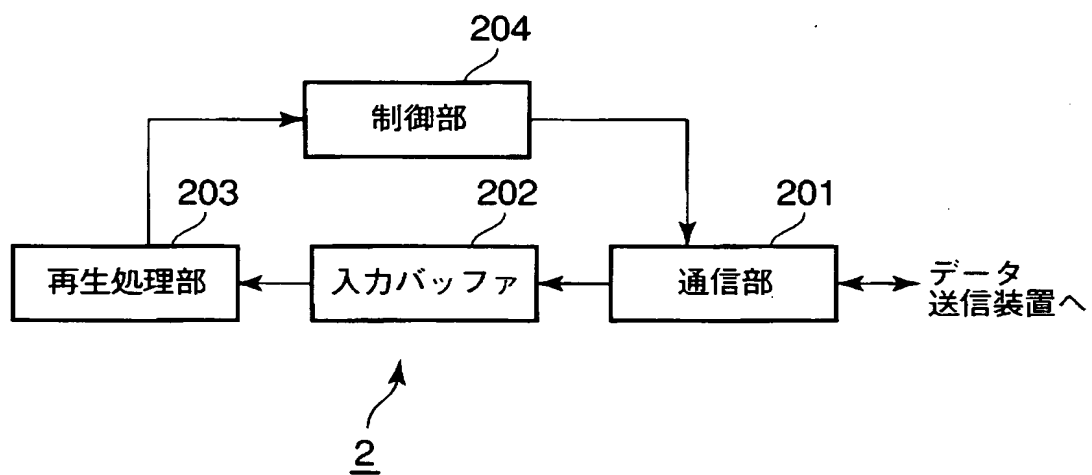 204
制御部
203
202
201
再生処理部
入力バッファ
通信部
データ
送信装置へ
2